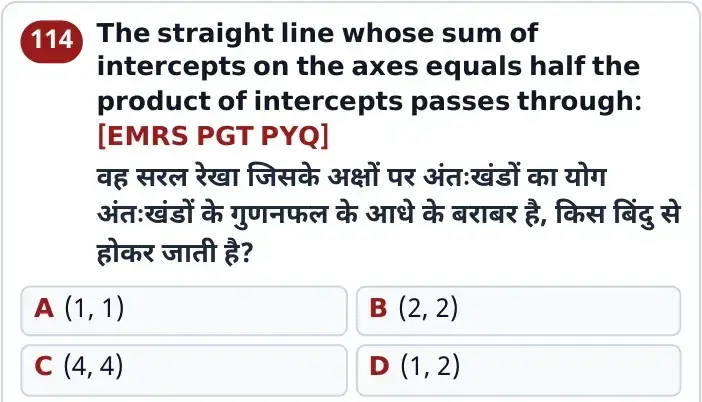 114 The straight line whose sum of
intercepts on the axes equals half the
product of intercepts passes through:
[EMRS PGT PYQ]
वह सरल रेखा जिसके अक्षों पर अंतःखंडों का योग
अंतःखंडों के गुणनफल के आधे के बराबर है, किस बिंदु से
होकर जाती है?
A (1, 1)
B (2, 2)
C (4, 4)
D (1, 2)